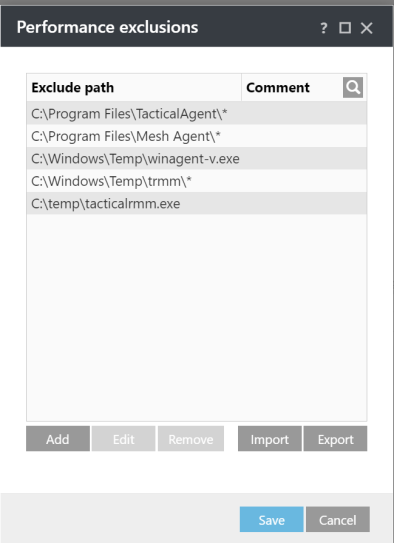 Performance exclusions ?
Exclude path Comment
C:\Program Files\TacticalAgent\*
C:\Program Files\Mesh Agent\*
C:\Windows\Temp\winagent-v.exe
C:\Windows\Temp\trmm\*
C:\temp\tacticalrmm.exe
Add Edit Remove Import Export
Save Cancel